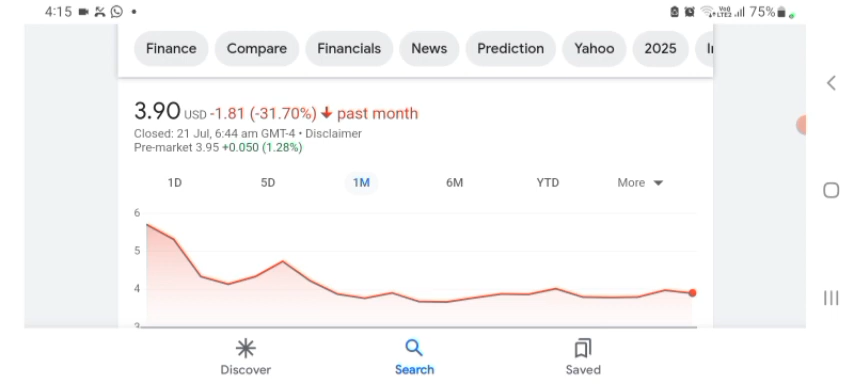 4:15
75%
Finance Compare Financials News Prediction Yahoo 2025
3.90 USD -1.81 (-31.70%) ↓ past month
Closed: 21 Jul, 6:44 am GMT-4 • Disclaimer
Pre-market 3.95 +0.050 (1.28%)
1D 5D 1M 6M YTD More
6
5
4
3
Discover Search Saved